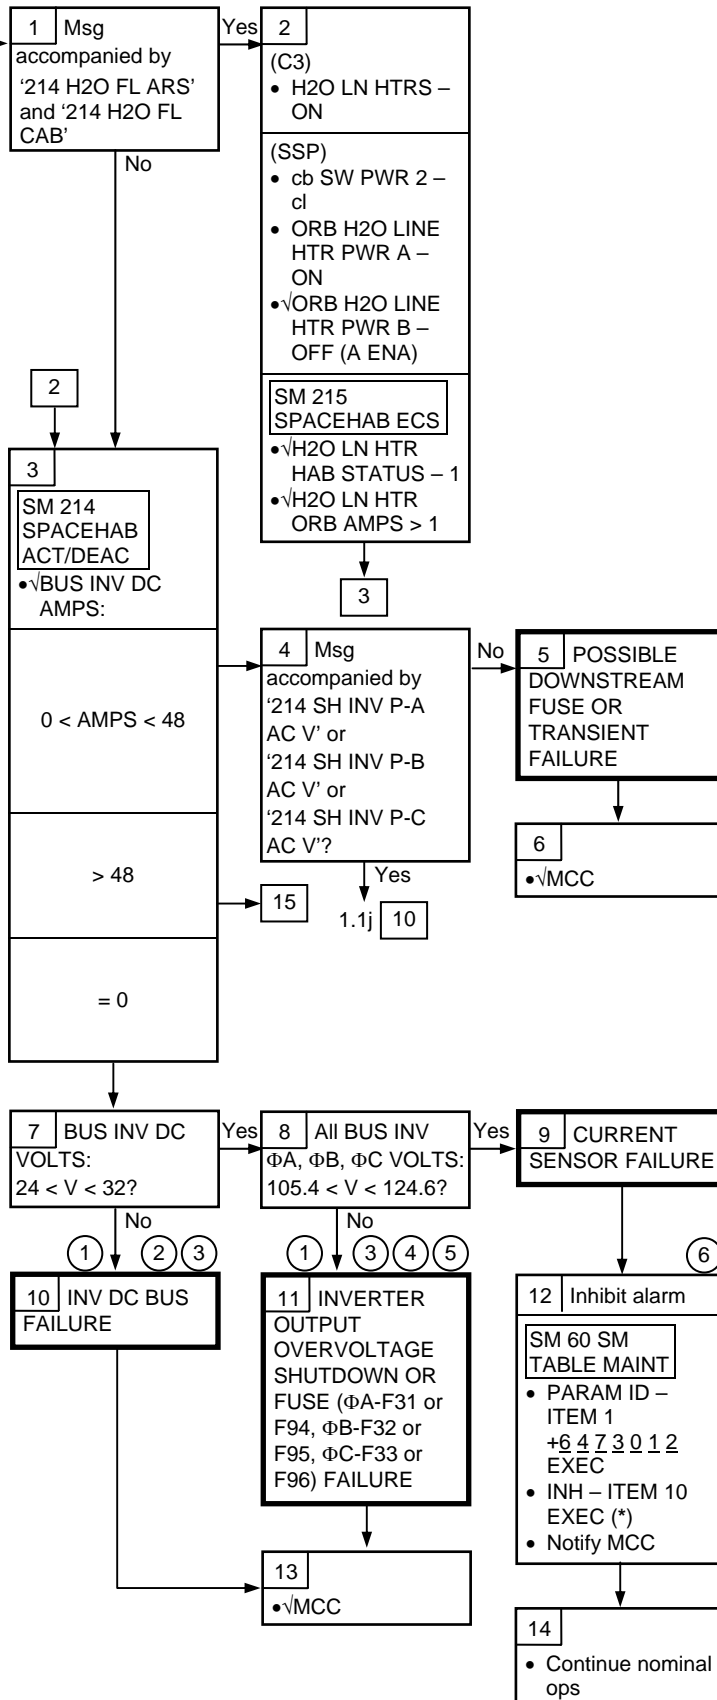 1 Msg
accompanied by
‘214 H2O FL ARS’
and ‘214 H2O FL
CAB’
Yes
No
2
(C3)
• H2O LN HTRS –
ON
(SSP)
• cb SW PWR 2 –
cl
• ORB H2O LINE
HTR PWR A –
ON
•√ORB H2O LINE
HTR PWR B –
OFF (A ENA)
SM 215
SPACEHAB ECS
•√H2O LN HTR
HAB STATUS – 1
•√H2O LN HTR
ORB AMPS > 1
3
2
3
SM 214
SPACEHAB
ACT/DEAC
•√BUS INV DC
AMPS:
0 < AMPS < 48
> 48
= 0
4 Msg
accompanied by
‘214 SH INV P-A
AC V’ or
‘214 SH INV P-B
AC V’ or
‘214 SH INV P-C
AC V’?
No
Yes
1.1j 10
15
5 POSSIBLE
DOWNSTREAM
FUSE OR
TRANSIENT
FAILURE
6
•√MCC
7 BUS INV DC
VOLTS:
24 < V < 32?
Yes
No
8 All BUS INV
ΦA, ΦB, ΦC VOLTS:
105.4 < V < 124.6?
Yes
No
9 CURRENT
SENSOR FAILURE
1 2 3
10 INV DC BUS
FAILURE
1 3 4 5
11 INVERTER
OUTPUT
OVERVOLTAGE
SHUTDOWN OR
FUSE (ΦA-F31 or
F94, ΦB-F32 or
F95, ΦC-F33 or
F96) FAILURE
6
12 Inhibit alarm
SM 60 SM
TABLE MAINT
• PARAM ID –
ITEM 1
+6 4 7 3 0 1 2
EXEC
• INH – ITEM 10
EXEC (*)
• Notify MCC
13
•√MCC
14
• Continue nominal
ops